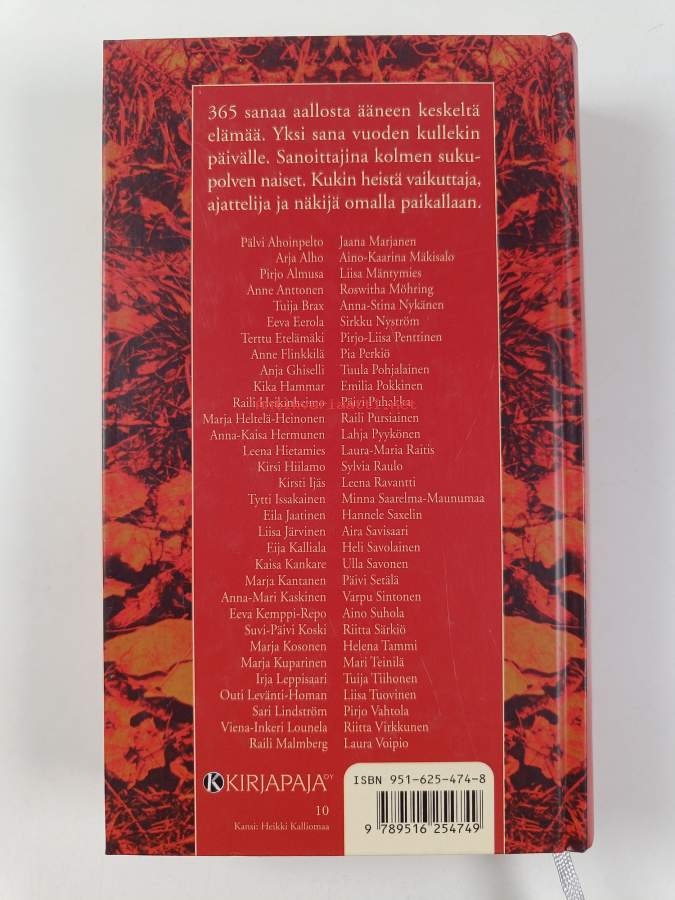 365 sanaa aallosta ääneen keskeltä
elämää. Yksi sana vuoden kullekin
päivälle. Sanoittajina kolmen suku-
polven naiset. Kukin heistä vaikuttaja,
ajattelija ja näkijä omalla paikallaan.
Pälvi Ahoinpelto
Arja Alho
Pirjo Almusa
Anne Anttonen
Tuija Brax
Eeva Eerola
Terttu Etelämäki
Anne Flinkkilä
Anja Ghiselli
Kika Hammar
Raili Heikinheimo
Marja Heltelä-Heinonen
Anna-Kaisa Hermunen
Leena Hietamies
Kirsi Hiilamo
Kirsti Ijäs
Tytti Issakainen
Eila Jaatinen
Liisa Järvinen
Eija Kalliala
Kaisa Kankare
Marja Kantanen
Anna-Mari Kaskinen
Eeva Kemppi-Repo
Suvi-Päivi Koski
Marja Kosonen
Marja Kuparinen
Irja Leppisaari
Outi Levänti-Homan
Sari Lindström
Viena-Inkeri Lounela
Raili Malmberg
Jaana Marjanen
Aino-Kaarina Mäkisalo
Liisa Mäntymies
Roswitha Möhring
Anna-Stina Nykänen
Sirkku Nyström
Pirjo-Liisa Penttinen
Pia Perkiö
Tuula Pohjalainen
Emilia Pokkinen
Päivi Puhakka
Raili Pursiainen
Lahja Pyykönen
Laura-Maria Raitis
Sylvia Raulo
Leena Ravantti
Minna Saarelma-Maunumaa
Hannele Saxelin
Aira Savisaari
Heli Savolainen
Ulla Savonen
Päivi Setälä
Varpu Sintonen
Aino Suhola
Riitta Särkiö
Helena Tammi
Mari Teinilä
Tuija Tiihonen
Liisa Tuovinen
Pirjo Vahtola
Riitta Virkkunen
Laura Voipio
KIRJAPAJA OY
10
Kansi: Heikki Kalliomaa
ISBN 951-625-474-8
9 789516 254749